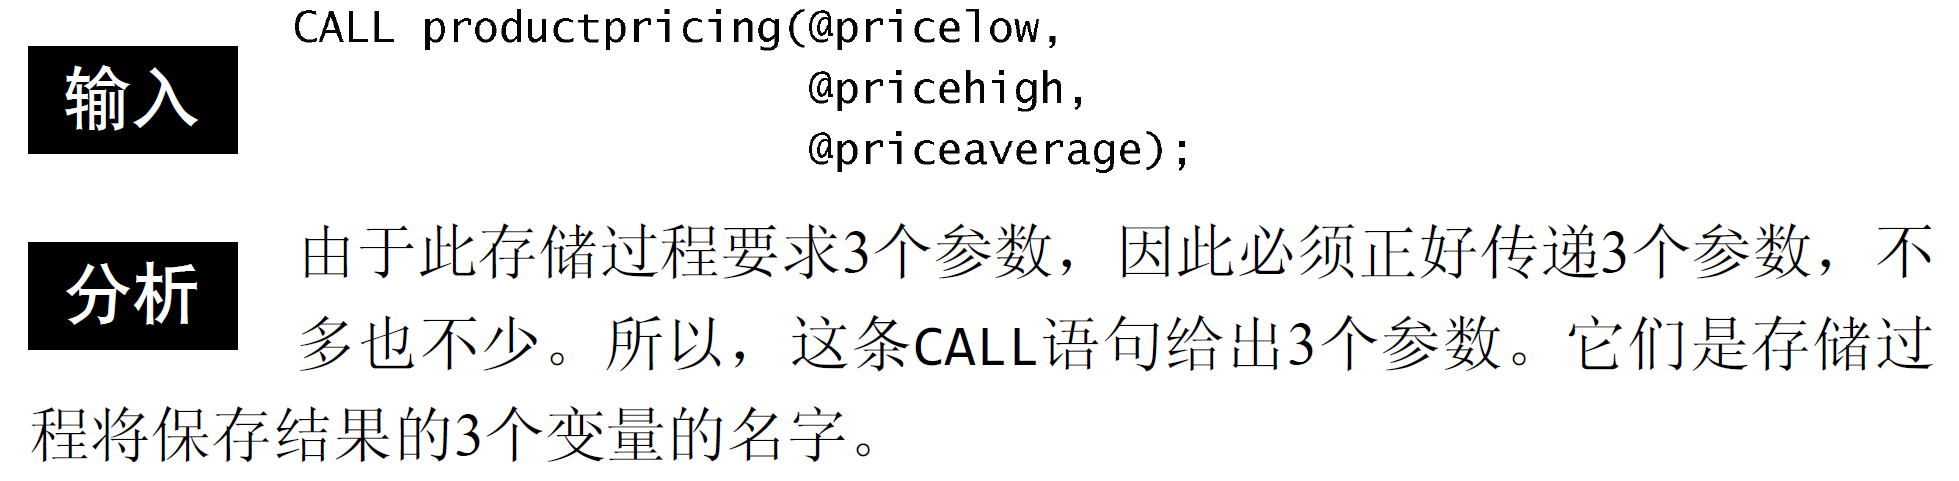 输入
CALL productpricing(@pricelow,
@pricehigh,
@priceaverage);
分析
由于此存储过程要求3个参数，因此必须正好传递3个参数，不
多也不少。所以，这条CALL语句给出3个参数。它们是存储过
程将保存结果的3个变量的名字。